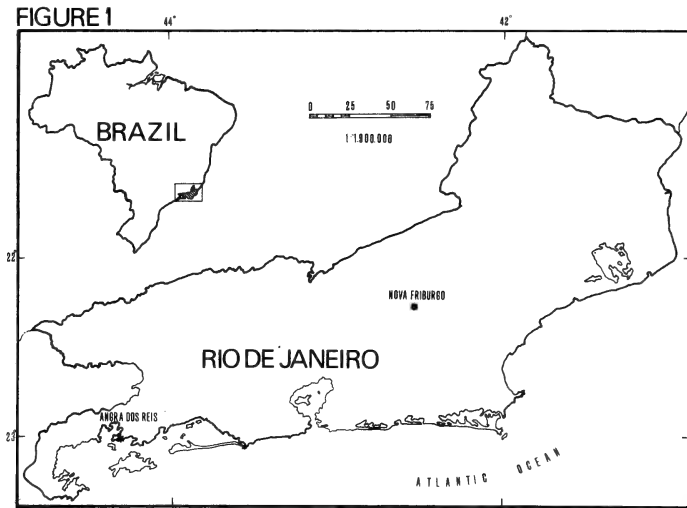 FIGURE 1
44°
42°
0 25 50 75
1:1.900.000
BRAZIL
22°
NOVA FRIBURGO
RIO DE JANEIRO
ANGRA DOS REIS
23°
ATLANTIC OCEAN